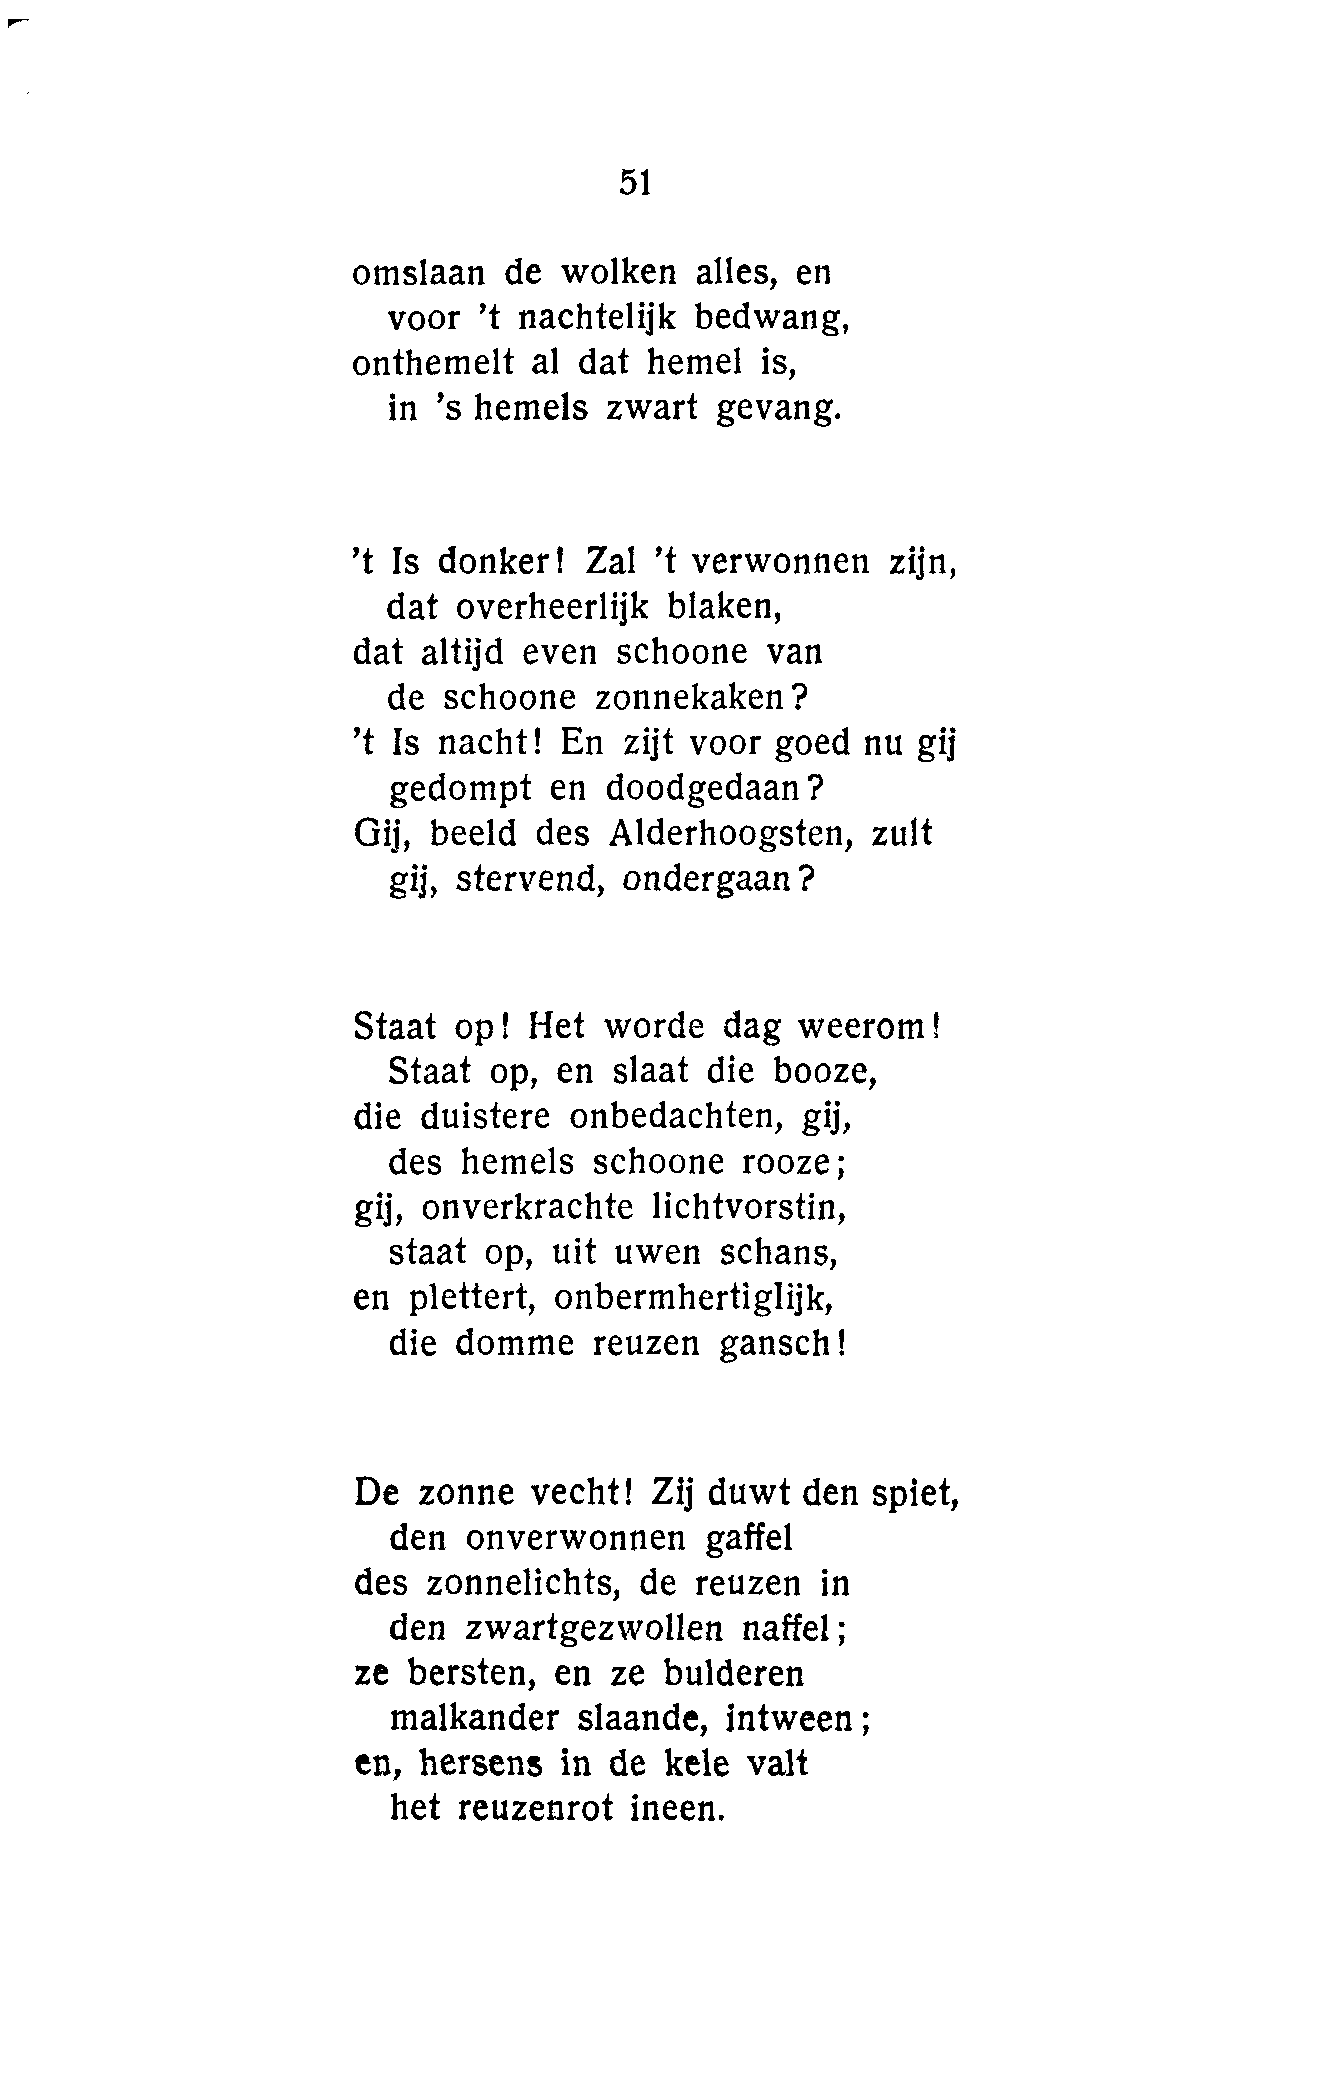 51
omslaan de wolken alles, en
voor 't nachtelijk bedwang,
onthemelt al dat hemel is,
in 's hemels zwart gevang.
't Is donker! Zal 't verwonnen zijn,
dat overheerlijk blaken,
dat altijd even schoone van
de schoone zonnekaken?
't Is nacht! En zijt voor goed nu gij
gedompt en doodgedaan?
Gij, beeld des Alderhoogsten, zult
gij, stervend, ondergaan?
Staat op! Het worde dag weerom!
Staat op, en slaat die booze,
die duistere onbedachten, gij,
des hemels schoone rooze;
gij, onverkrachte lichtvorstin,
staat op, uit uwen schans,
en plettert, onbermhertiglijk,
die domme reuzen gansch!
De zonne vecht! Zij duwt den spiet,
den onverwonnen gaffel
des zonnelichts, de reuzen in
den zwartgezwollen naffel;
ze bersten, en ze bulderen
malkander slaande, intween;
en, hersens in de kele valt
het reuzenrot ineen.